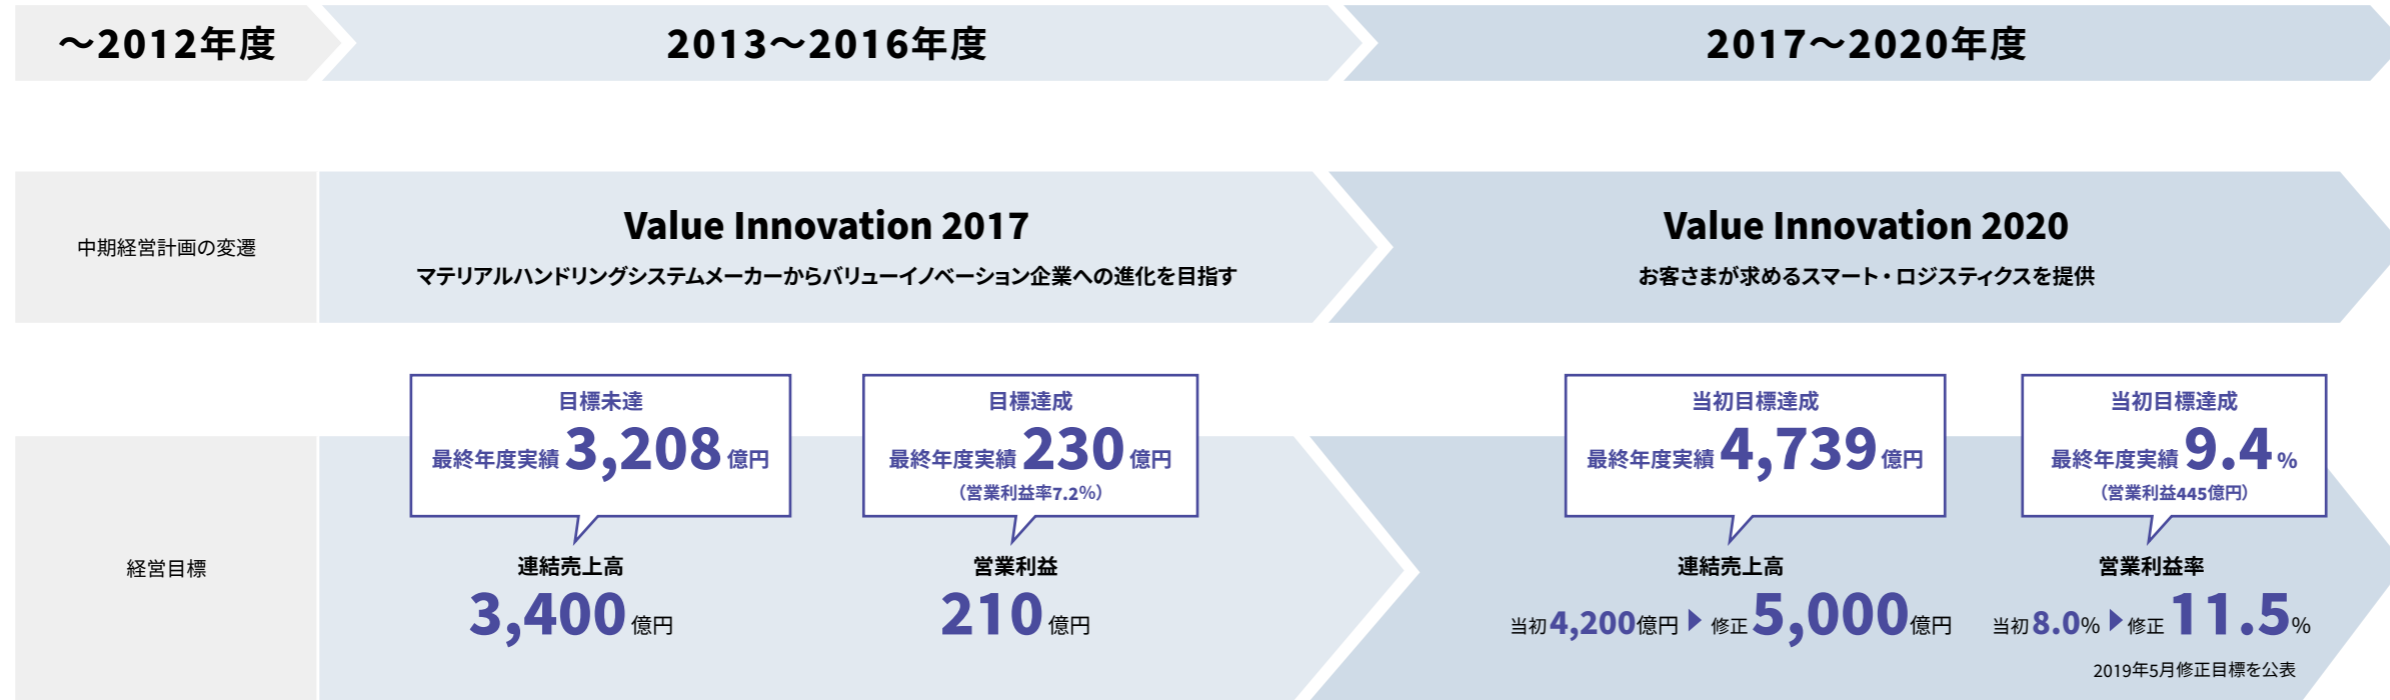 ～2012年度
2013～2016年度
2017～2020年度
中期経営計画の変遷
Value Innovation 2017
マテリアルハンドリングシステムメーカーからバリューイノベーション企業への進化を目指す
Value Innovation 2020
お客さまが求めるスマート・ロジスティクスを提供
経営目標
目標未達
最終年度実績 3,208 億円
連結売上高
3,400 億円
目標達成
最終年度実績 230 億円
（営業利益率7.2%）
営業利益
210 億円
当初目標達成
最終年度実績 4,739 億円
連結売上高
当初4,200億円▶修正5,000億円
当初目標達成
最終年度実績 9.4 %
（営業利益445億円）
営業利益率
当初8.0%▶修正11.5%
2019年5月修正目標を公表